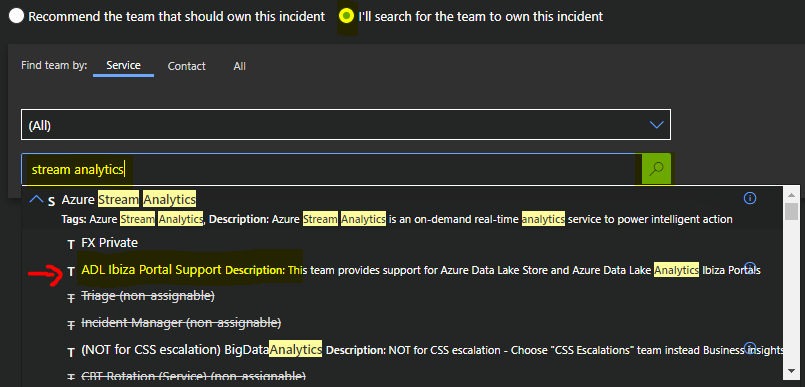 Recommend the team that should own this incident I'll search for the team to own this incident
Find team by: Service Contact All
(All)
stream analytics
S Azure Stream Analytics
Tags: Azure Stream Analytics, Description: Azure Stream Analytics is an on-demand real-time analytics service to power intelligent action
T FX Private
T ADL Ibiza Portal Support Description: This team provides support for Azure Data Lake Store and Azure Data Lake Analytics Ibiza Portals
T Triage (non-assignable)
T Incident Manager (non-assignable)
T (NOT for CSS escalation) BigDataAnalytics Description: NOT for CSS escalation - Choose "CSS Escalations" team instead Business insights
T CBT Rotation (Service) (non-assignable)